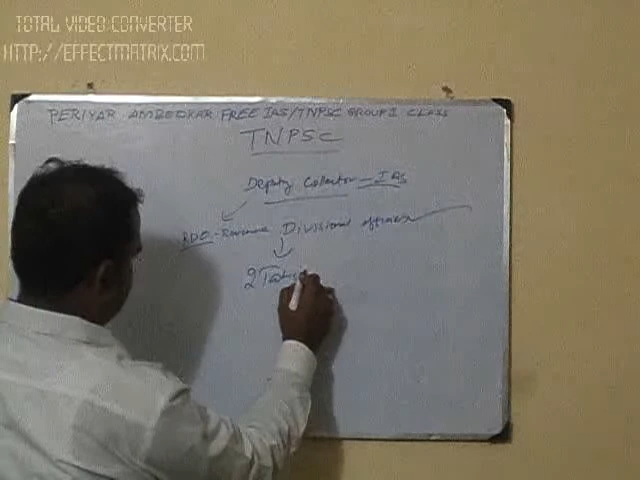 TOTAL VIDEO CONVERTER
HTTP://EFFECTMATRIX.COM
PERIYAR AMBEDKAR FREE IAS/TNPSC GROUP I CLASS
TNPSC
Deputy Collector - IAS
RDO - Revenue Divisional officer
2